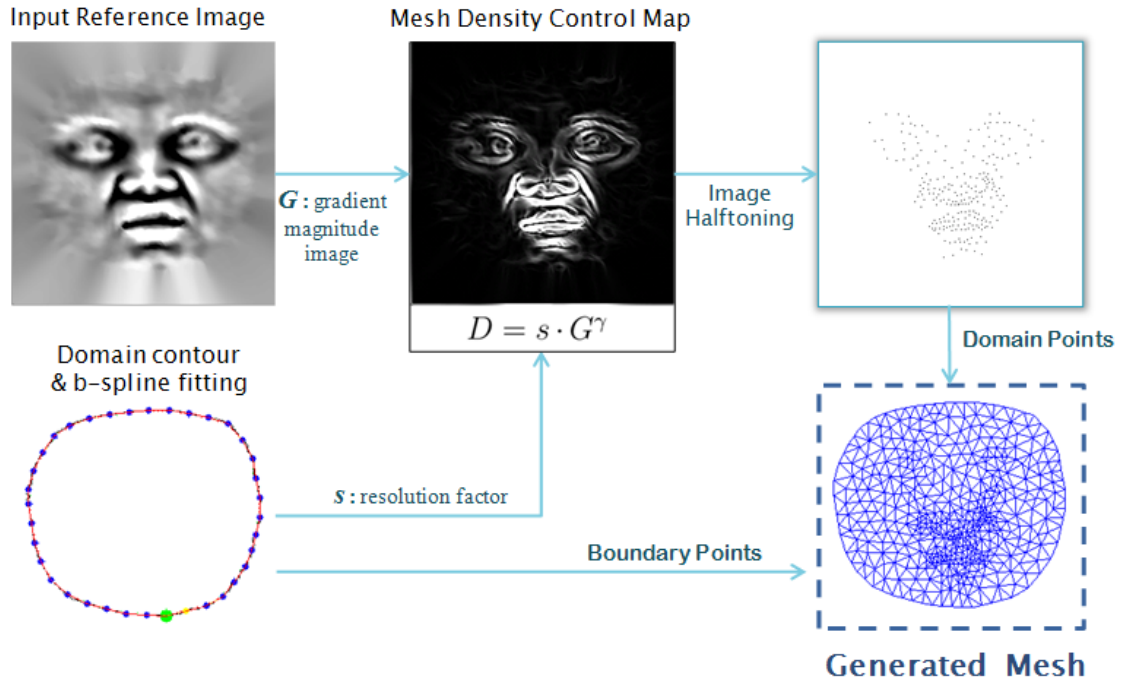 Input Reference Image
Mesh Density Control Map
G : gradient
magnitude
image
Image
Halftoning
D = s · G^γ
Domain contour
& b-spline fitting
Domain Points
s : resolution factor
Boundary Points
Generated Mesh